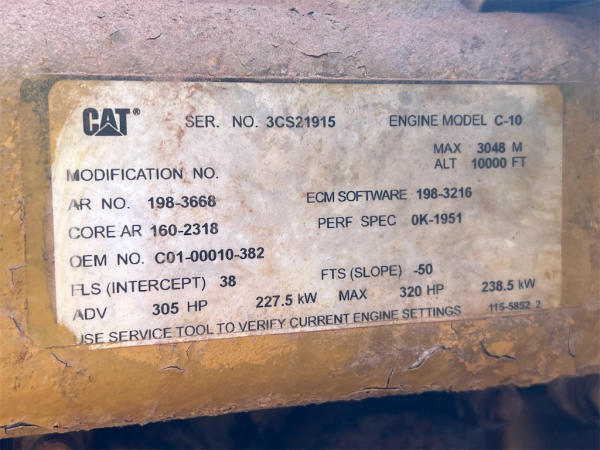 CAT® SER. NO. 3CS21915 ENGINE MODEL C-10
MAX 3048 M
ALT 10000 FT
MODIFICATION NO.
AR NO. 198-3668 ECM SOFTWARE 198-3216
CORE AR 160-2318 PERF SPEC 0K-1951
OEM NO. C01-00010-382
FLS (INTERCEPT) 38 FTS (SLOPE) -50
ADV 305 HP 227.5 kW MAX 320 HP 238.5 kW
USE SERVICE TOOL TO VERIFY CURRENT ENGINE SETTINGS 115-5852 2